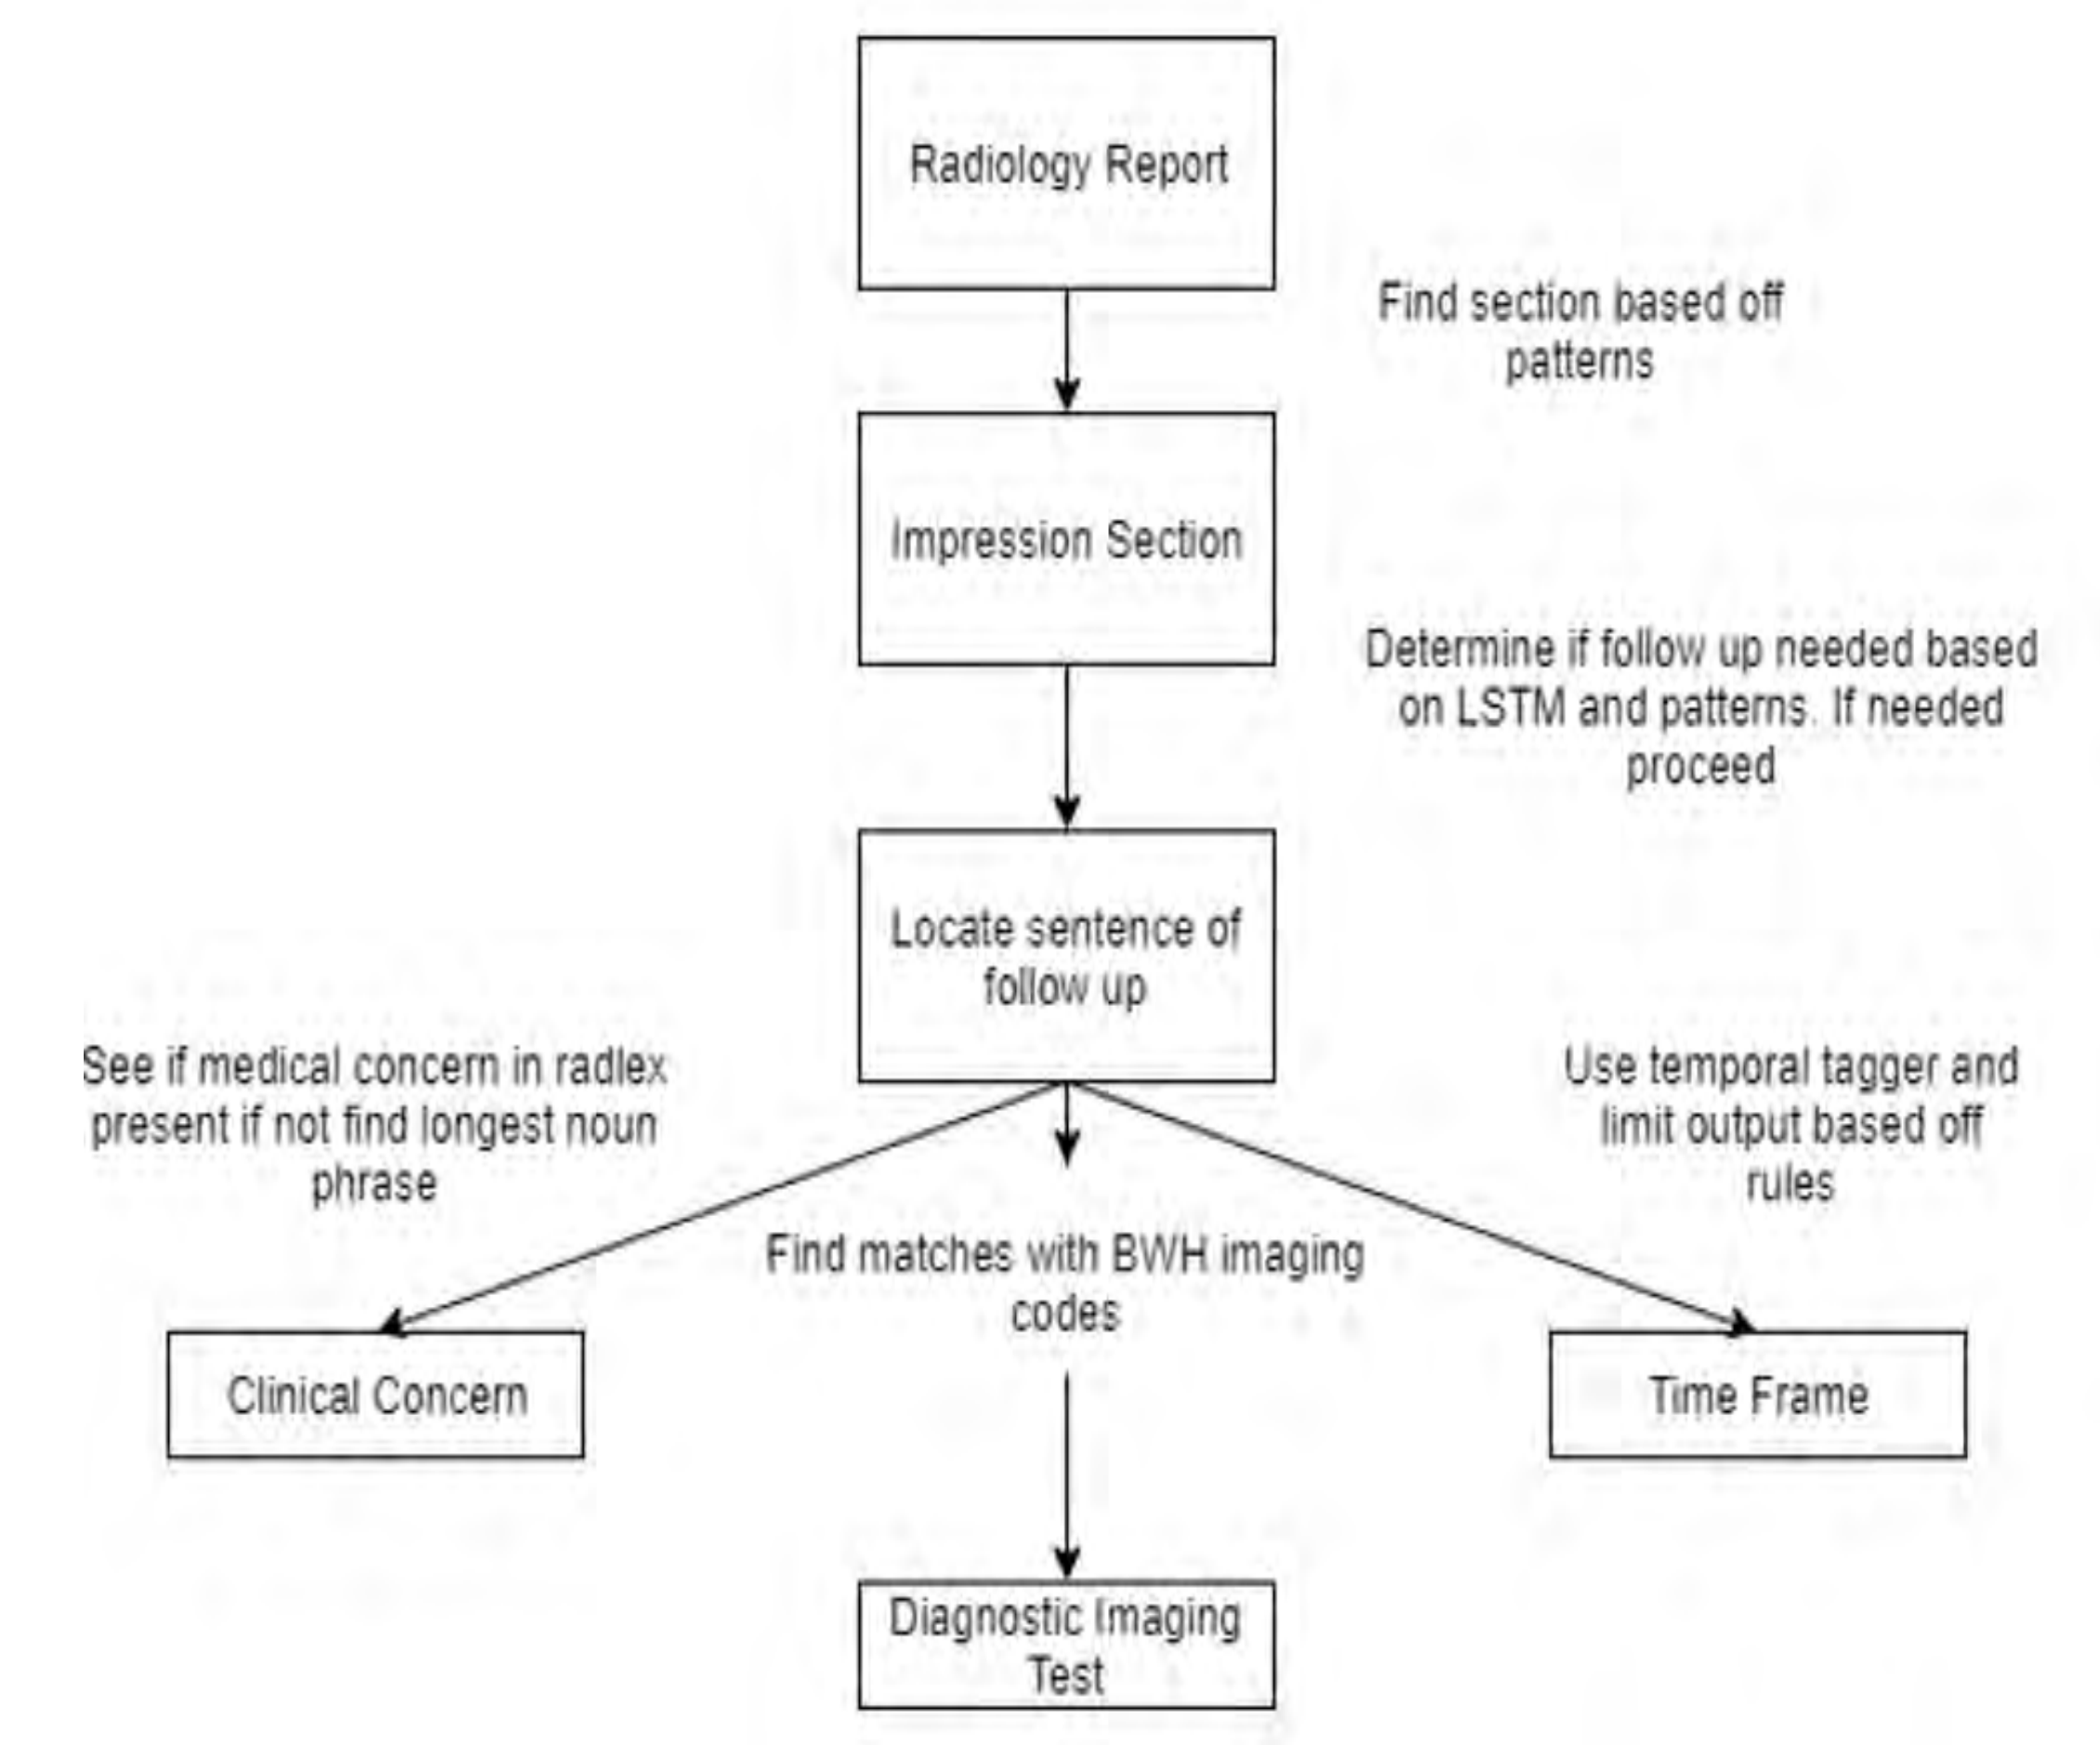 Radiology Report
Find section based off
patterns
Impression Section
Determine if follow up needed based
on LSTM and patterns. If needed
proceed
Locate sentence of
follow up
See if medical concern in radlex
present if not find longest noun
phrase
Use temporal tagger and
limit output based off
rules
Find matches with BWH imaging
codes
Clinical Concern
Time Frame
Diagnostic Imaging
Test